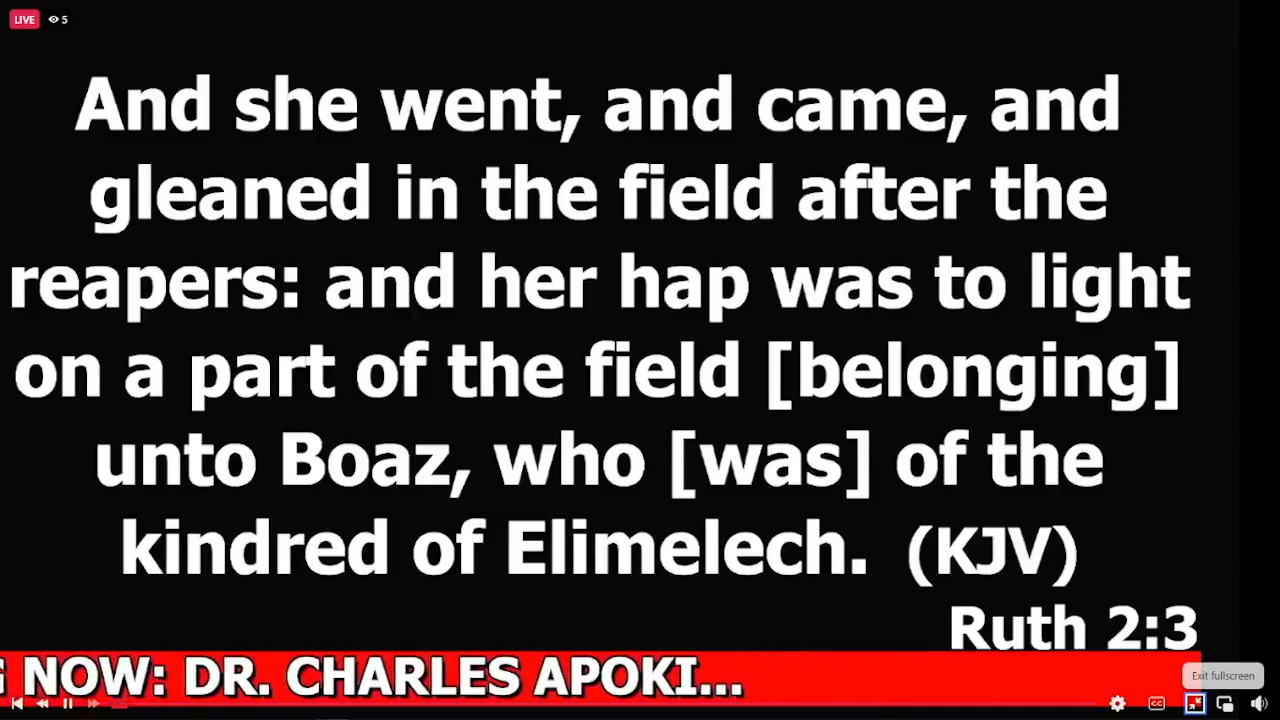 LIVE 5
And she went, and came, and
gleaned in the field after the
reapers: and her hap was to light
on a part of the field [belonging]
unto Boaz, who [was] of the
kindred of Elimelech. (KJV)
Ruth 2:3
G NOW: DR. CHARLES APOKI...
Exit fullscreen
CC